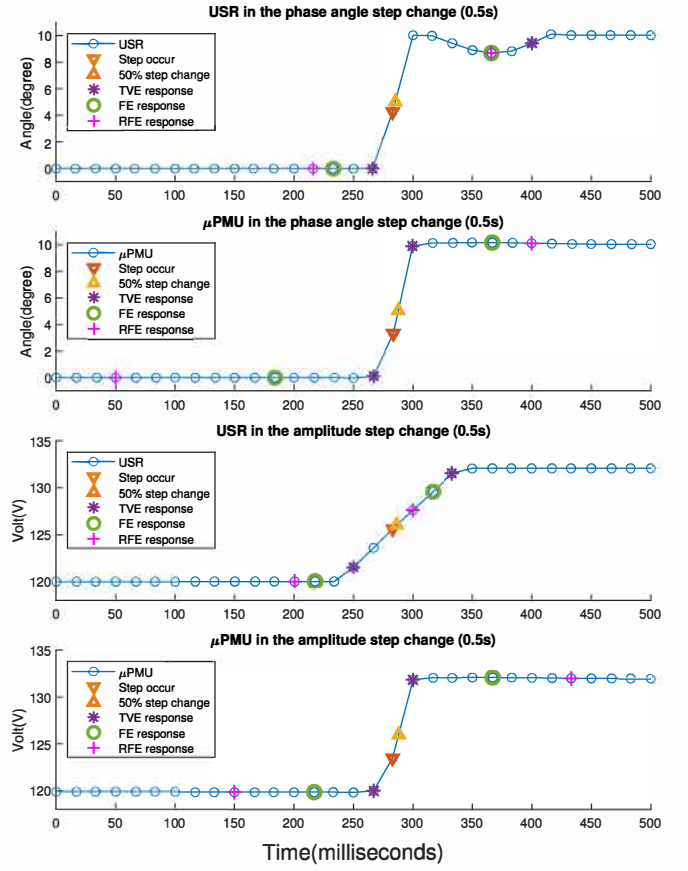 USR in the phase angle step change (0.5s)
Angle(degree)
10
8
6
4
2
0
USR
Step occur
50% step change
TVE response
FE response
RFE response
0 50 100 150 200 250 300 350 400 450 500
μPMU in the phase angle step change (0.5s)
Angle(degree)
10
8
6
4
2
0
μPMU
Step occur
50% step change
TVE response
FE response
RFE response
0 50 100 150 200 250 300 350 400 450 500
USR in the amplitude step change (0.5s)
Volt(V)
135
130
125
120
USR
Step occur
50% step change
TVE response
FE response
RFE response
0 50 100 150 200 250 300 350 400 450 500
μPMU in the amplitude step change (0.5s)
Volt(V)
135
130
125
120
μPMU
Step occur
50% step change
TVE response
FE response
RFE response
0 50 100 150 200 250 300 350 400 450 500
Time(milliseconds)